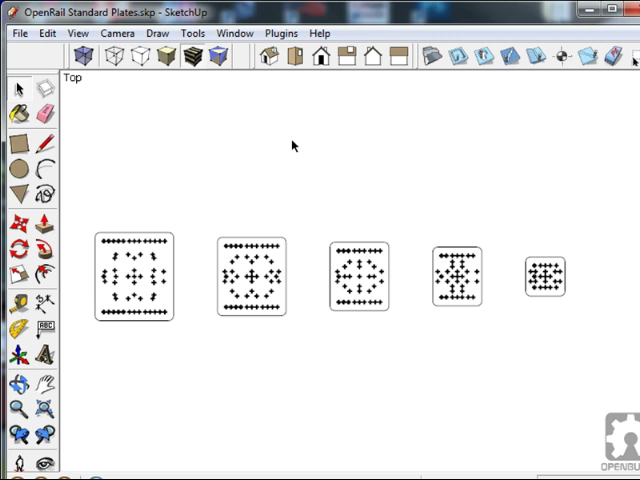 OpenRail Standard Plates.skp - SketchUp
File Edit View Camera Draw Tools Window Plugins Help
Top
ABC
OPENBU